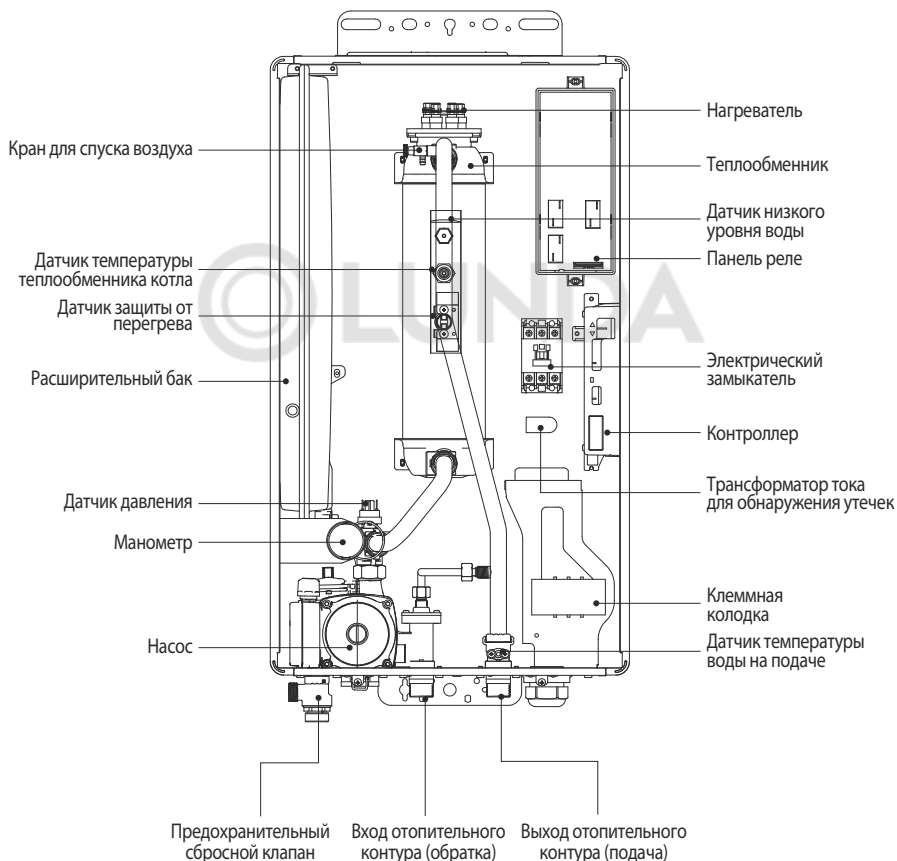 Нагреватель
Кран для спуска воздуха
Теплообменник
Датчик низкого
уровня воды
Панель реле
Датчик температуры
теплообменника котла
Датчик защиты от
перегрева
LUNDA
Электрический
замыкатель
Расширительный бак
Контроллер
Трансформатор тока
для обнаружения утечек
Датчик давления
Манометр
Клеммная
колодка
Насос
Датчик температуры
воды на подаче
Предохранительный
сбросной клапан
Вход отопительного
контура (обратка)
Выход отопительного
контура (подача)